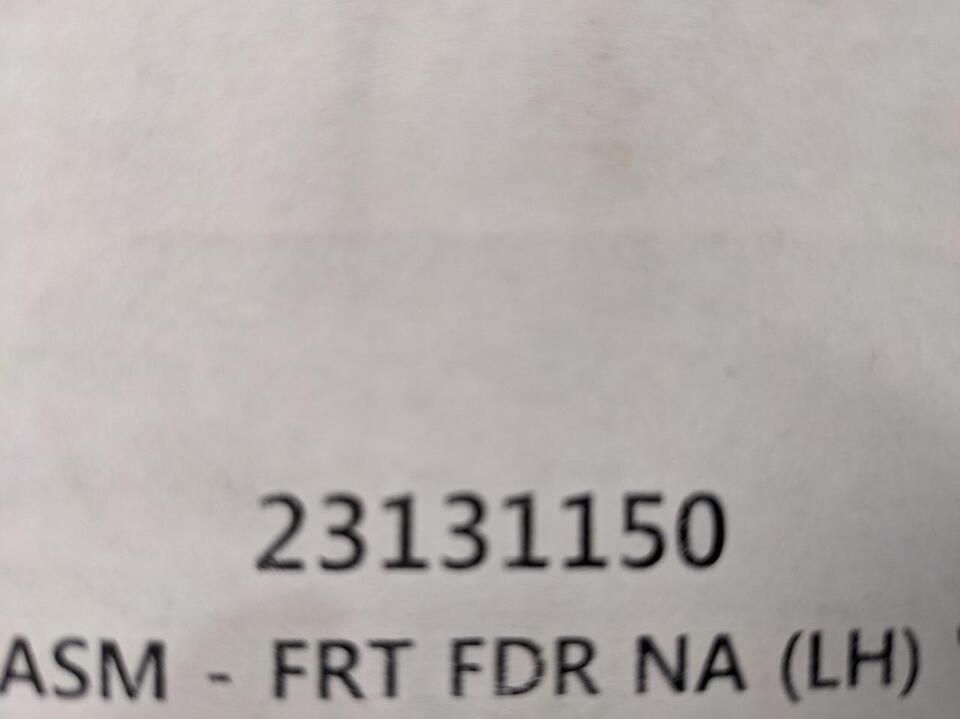 23131150
ASM - FRT FDR NA (LH)